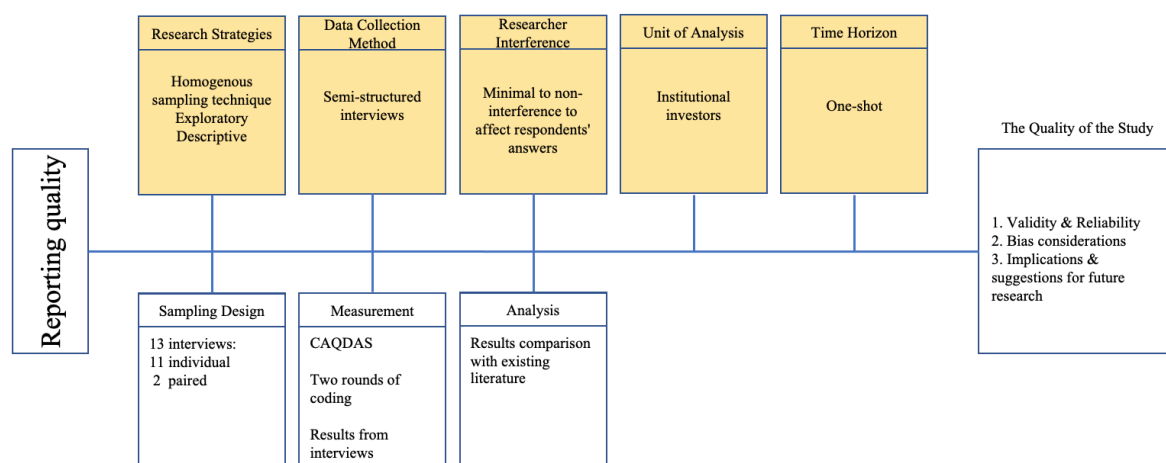 Reporting quality
Research Strategies
Homogenous
sampling technique
Exploratory
Descriptive
Data Collection
Method
Semi-structured
interviews
Researcher
Interference
Minimal to non-
interference to
affect respondents'
answers
Unit of Analysis
Institutional
investors
Time Horizon
One-shot
Sampling Design
13 interviews:
11 individual
2 paired
Measurement
CAQDAS
Two rounds of
coding
Results from
interviews
Analysis
Results comparison
with existing
literature
The Quality of the Study
1. Validity & Reliability
2. Bias considerations
3. Implications &
suggestions for future
research